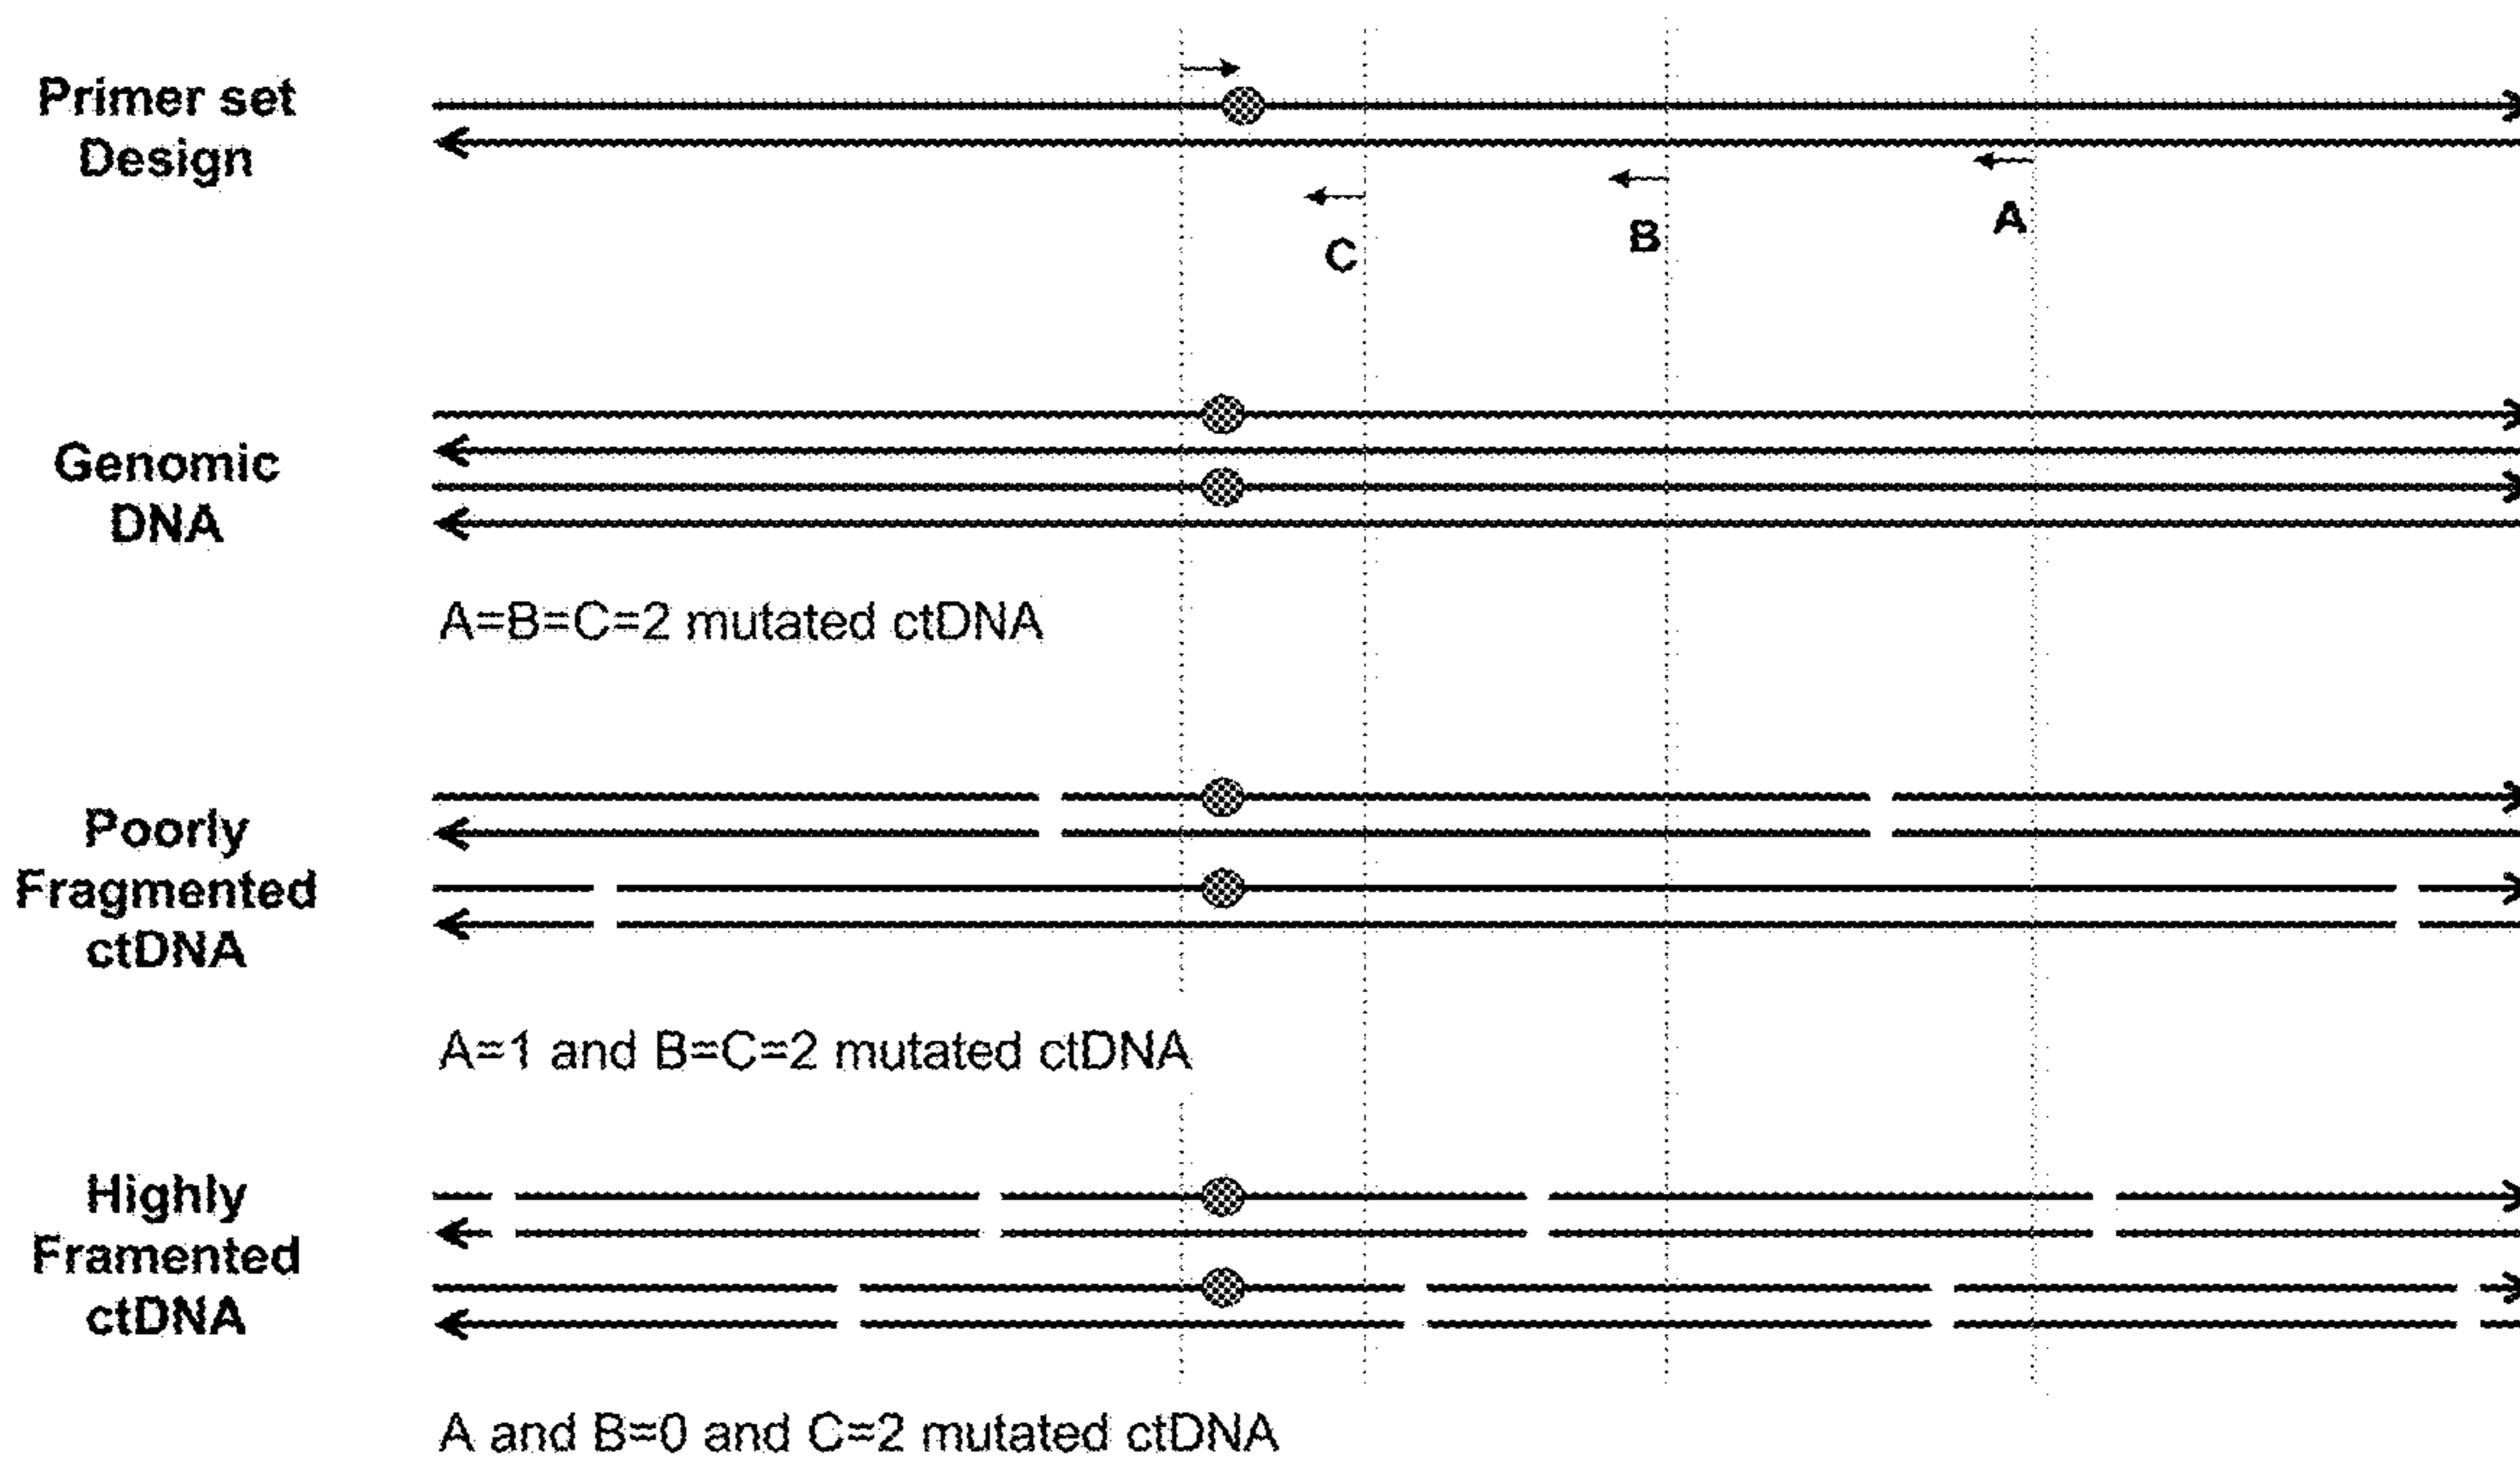 Primer set
Design
C
B
A
Genomic
DNA
A=B=C=2 mutated ctDNA
Poorly
Fragmented
ctDNA
A=1 and B=C=2 mutated ctDNA
Highly
Framented
ctDNA
A and B=0 and C=2 mutated ctDNA